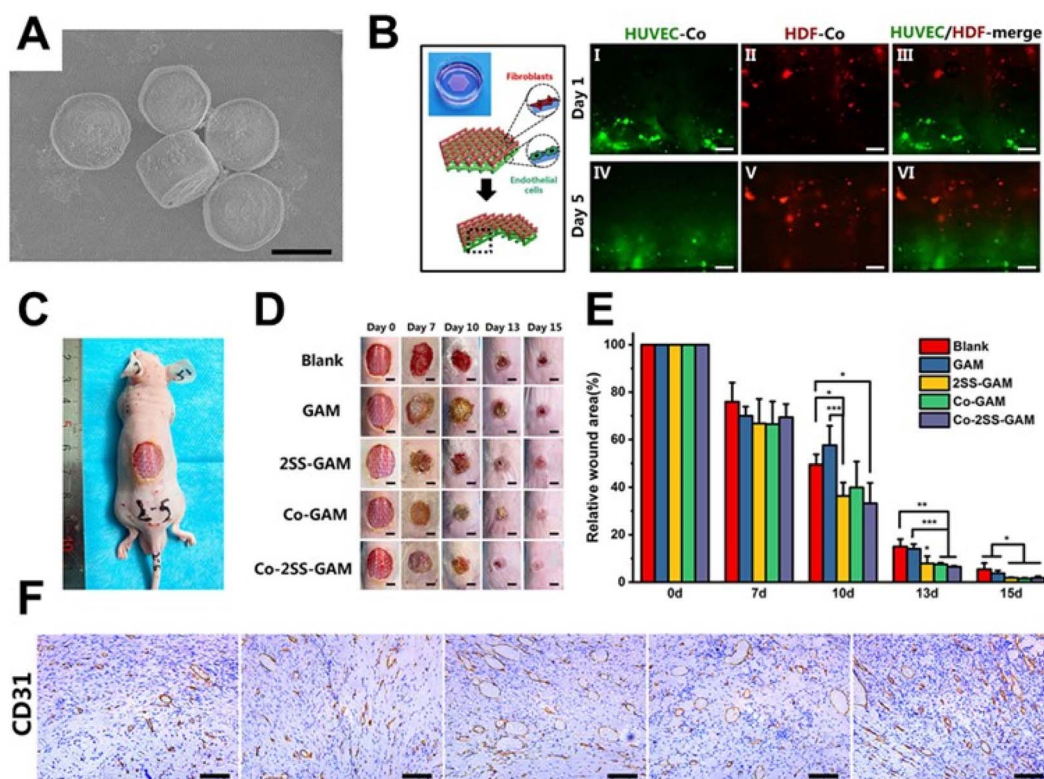 A
B
Fibroblasts
Endothelial
cells
HUVEC-Co
HDF-Co
HUVEC/HDF-merge
Day 1
I
II
III
Day 5
IV
V
VI
C
D
Day 0 Day 7 Day 10 Day 13 Day 15
Blank
GAM
2SS-GAM
Co-GAM
Co-2SS-GAM
E
Relative wound area(%)
100
80
60
40
20
0
0d 7d 10d 13d 15d
Blank
GAM
2SS-GAM
Co-GAM
Co-2SS-GAM
*
*
***
**
***
*
*
F
CD31